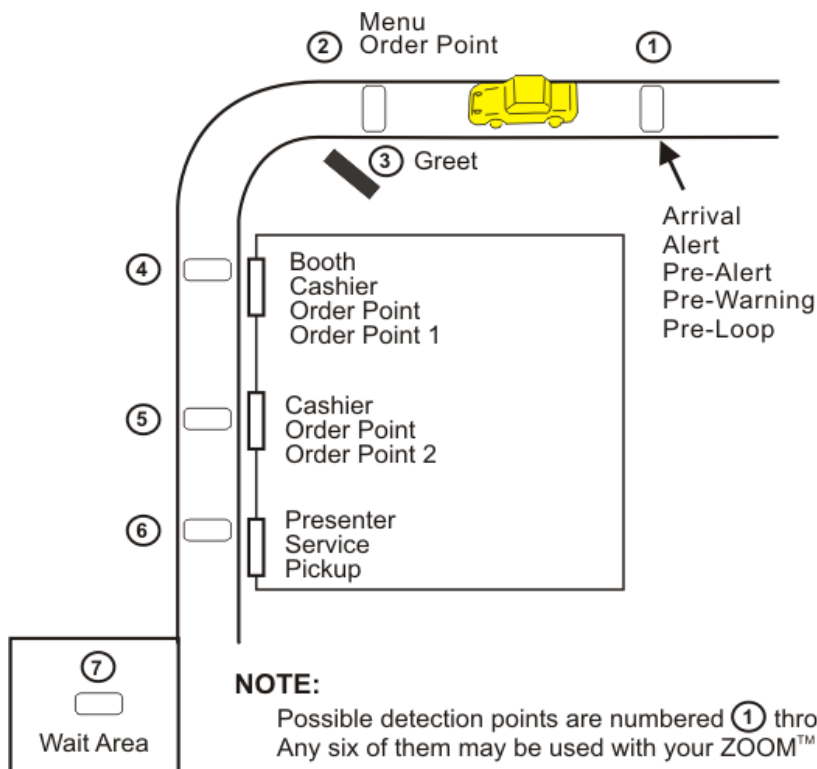 Menu
② Order Point
①
③ Greet
Arrival
Alert
Pre-Alert
Pre-Warning
Pre-Loop
④
Booth
Cashier
Order Point
Order Point 1
⑤
Cashier
Order Point
Order Point 2
⑥
Presenter
Service
Pickup
⑦
Wait Area
NOTE:
Possible detection points are numbered ① thro
Any six of them may be used with your ZOOM™